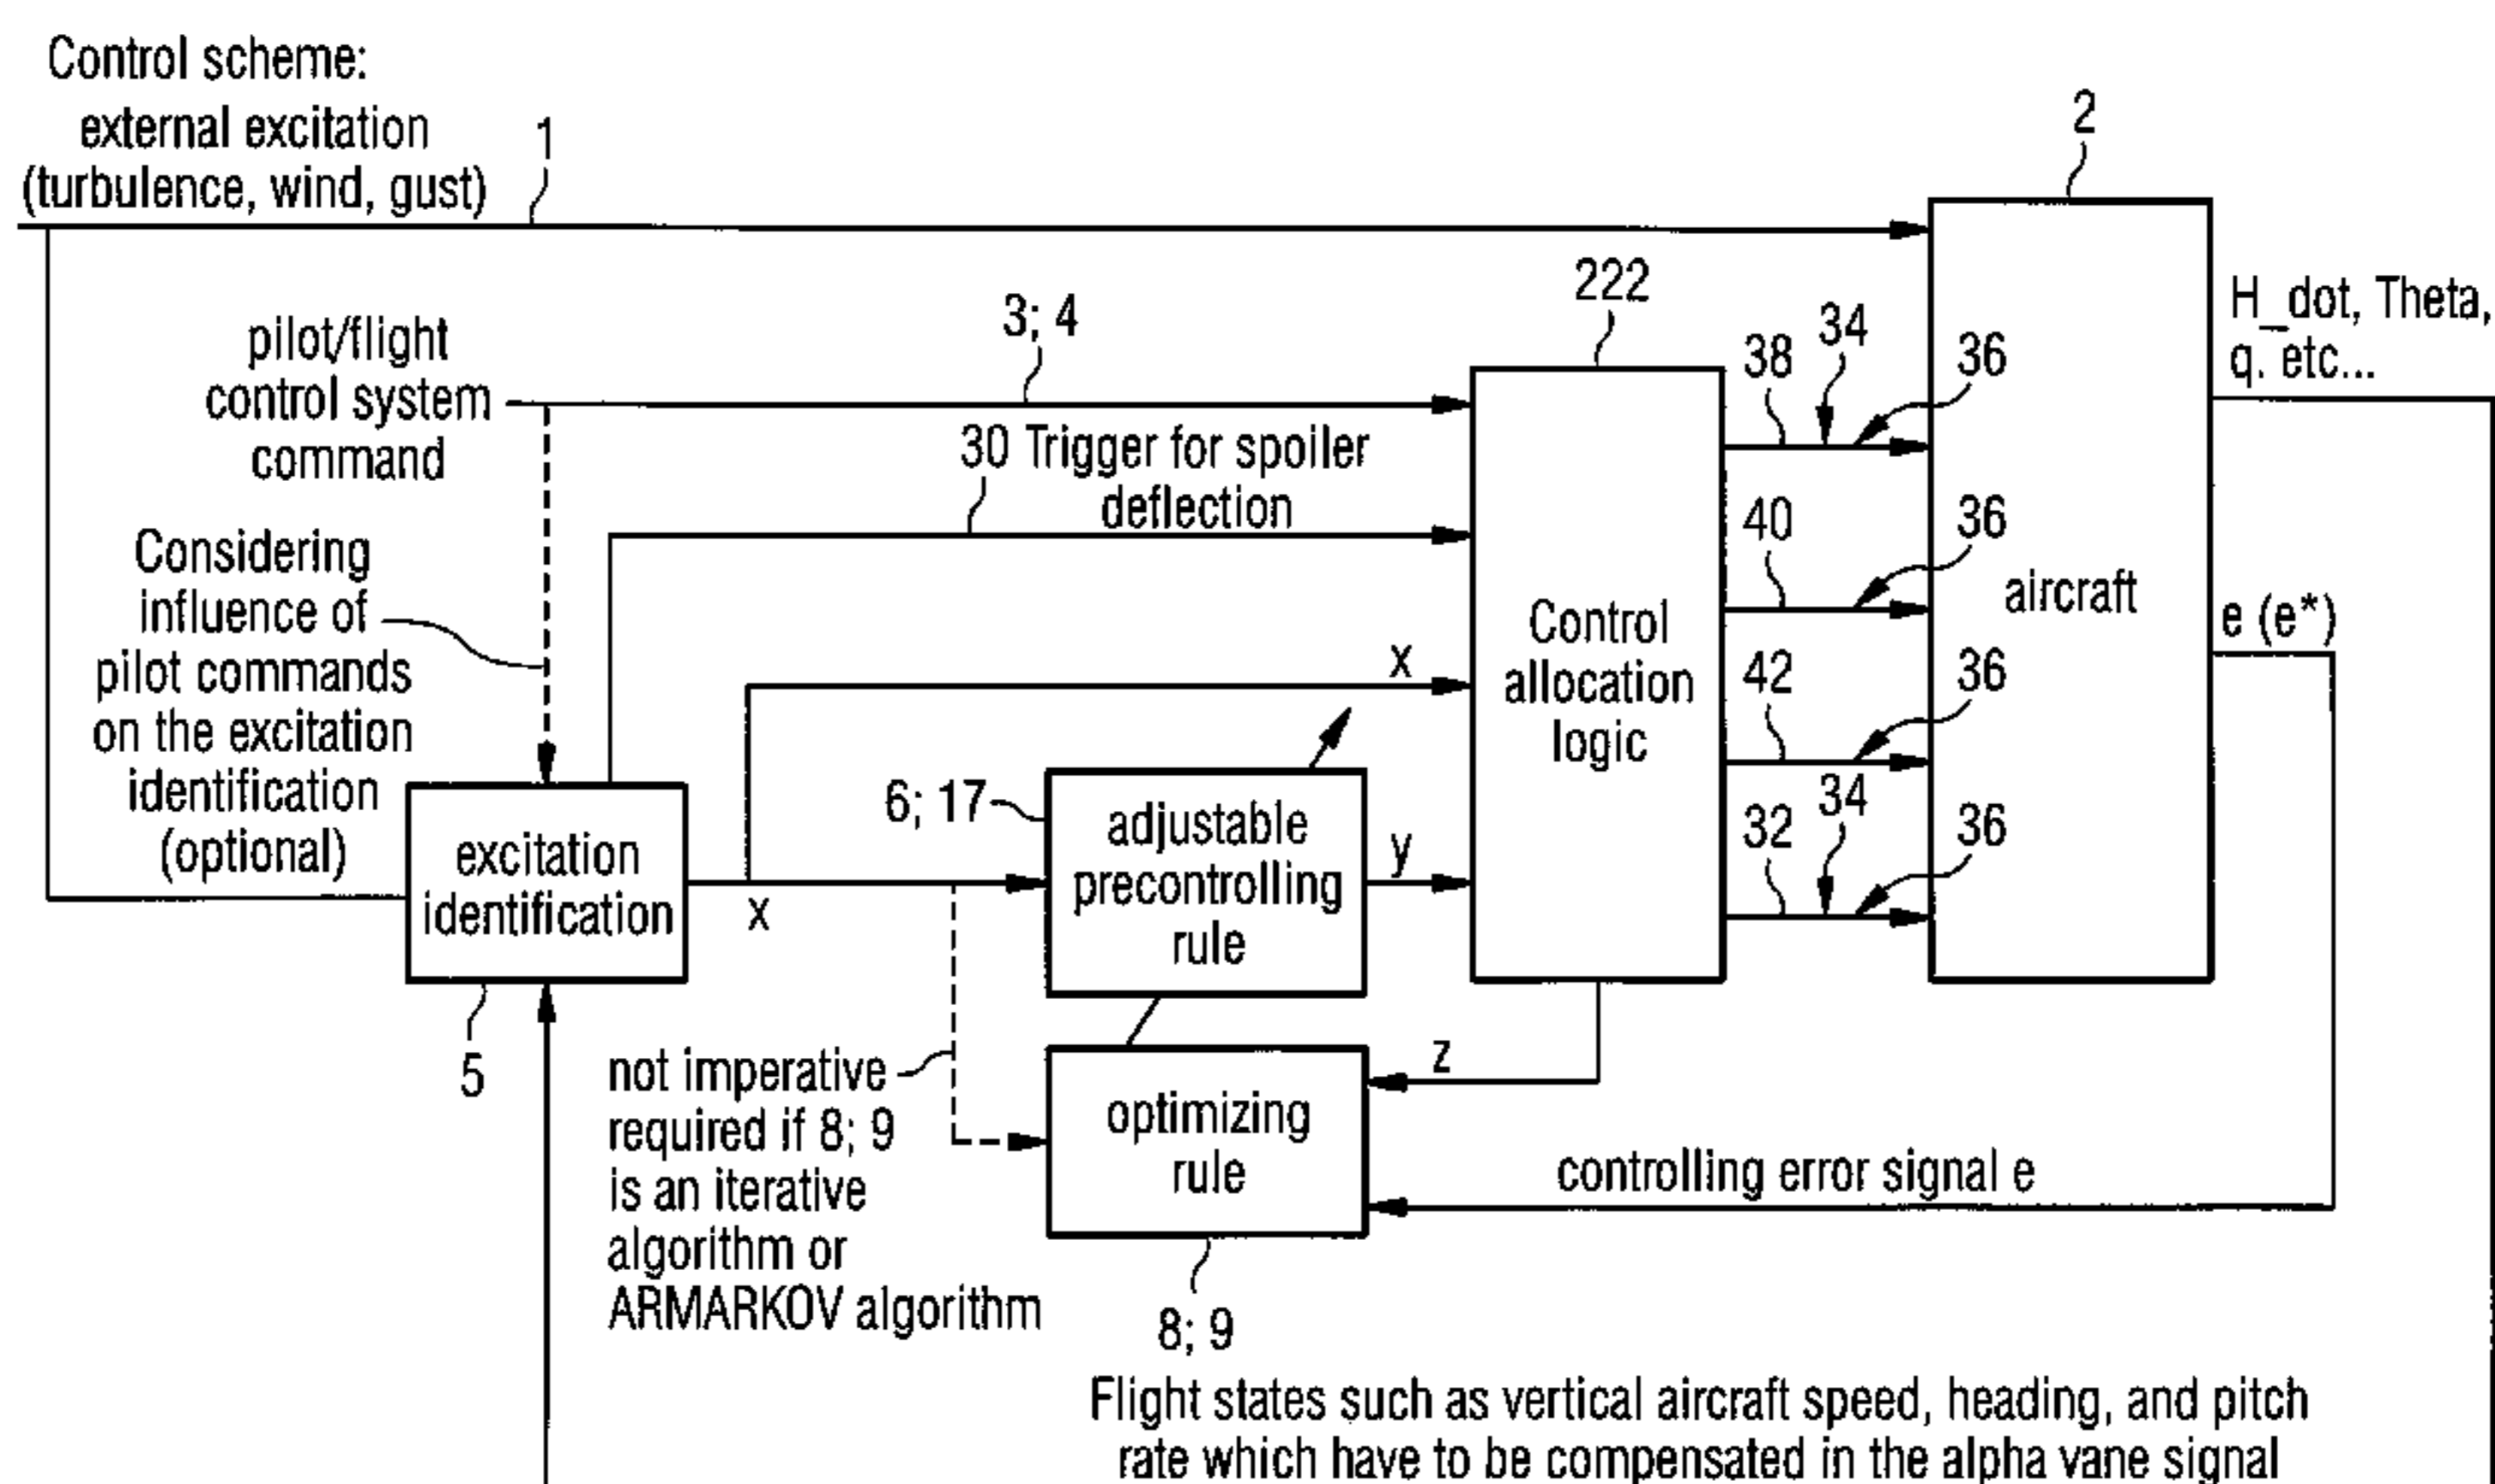 Control scheme:
external excitation
(turbulence, wind, gust)
1
2
H_dot, Theta,
q. etc...
222
3; 4
pilot/flight
control system
command
38
34
36
30 Trigger for spoiler
deflection
40
36
Considering
influence of
pilot commands
on the excitation
identification
(optional)
Control
allocation
logic
aircraft
e (e*)
x
42
36
34
6; 17
adjustable
precontrolling
rule
y
32
36
excitation
identification
x
5
not imperative
required if 8; 9
is an iterative
algorithm or
ARMARKOV algorithm
optimizing
rule
z
controlling error signal e
8; 9
Flight states such as vertical aircraft speed, heading, and pitch
rate which have to be compensated in the alpha vane signal